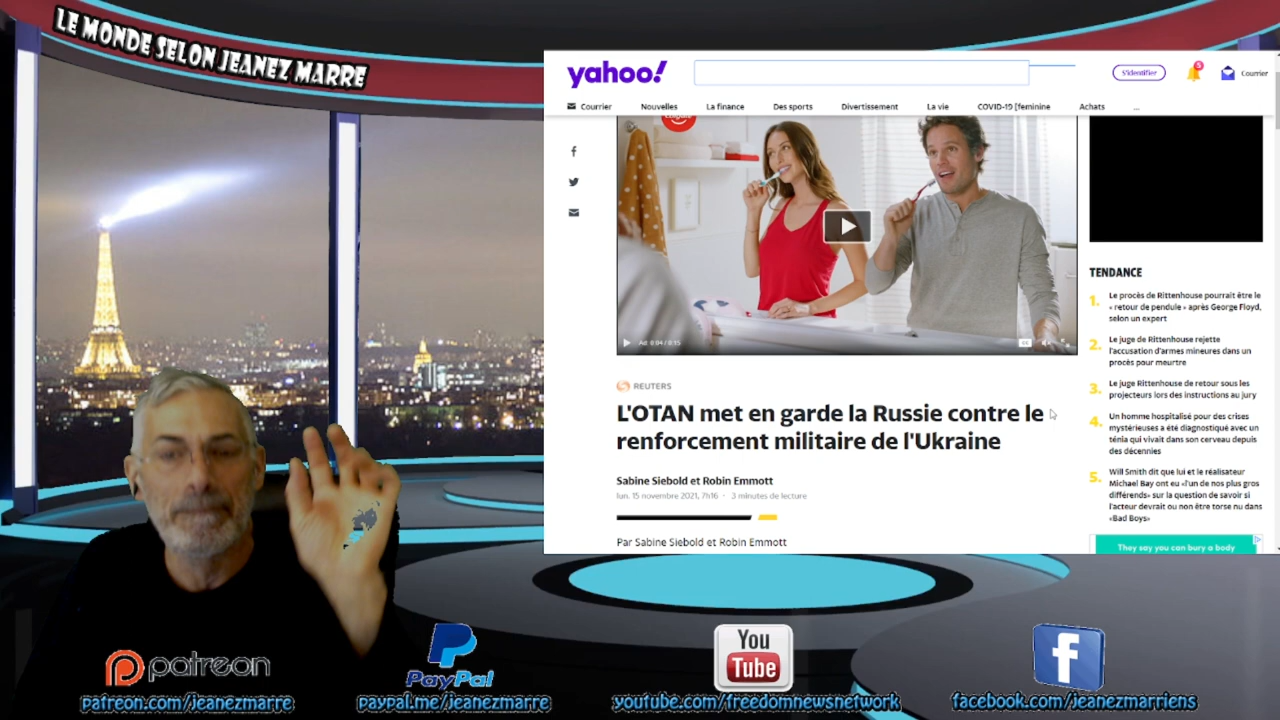 LE MONDE SELON JEANEZ MARRE
yahoo!
S'identifier
5
Courrier
Courrier
Nouvelles
La finance
Des sports
Divertissement
La vie
COVID-19 [feminine
Achats
...
Ad: 0:04 / 0:15
CC
REUTERS
L'OTAN met en garde la Russie contre le
renforcement militaire de l'Ukraine
Sabine Siebold et Robin Emmott
lun. 15 novembre 2021, 7h16 · 3 minutes de lecture
Par Sabine Siebold et Robin Emmott
TENDANCE
1. Le procès de Rittenhouse pourrait être le
« retour de pendule » après George Floyd,
selon un expert
2. Le juge de Rittenhouse rejette
l'accusation d'armes mineures dans un
procès pour meurtre
3. Le juge Rittenhouse de retour sous les
projecteurs lors des instructions au jury
4. Un homme hospitalisé pour des crises
mystérieuses a été diagnostiqué avec un
ténia qui vivait dans son cerveau depuis
des décennies
5. Will Smith dit que lui et le réalisateur
Michael Bay ont eu «l'un de nos plus gros
différends» sur la question de savoir si
l'acteur devrait ou non être torse nu dans
«Bad Boys»
They say you can bury a body
patreon
patreon.com/jeanezmarre
PayPal
paypal.me/jeanezmarre
You
Tube
youtube.com/freedomnewsnetwork
f
facebook.com/jeanezmarriens